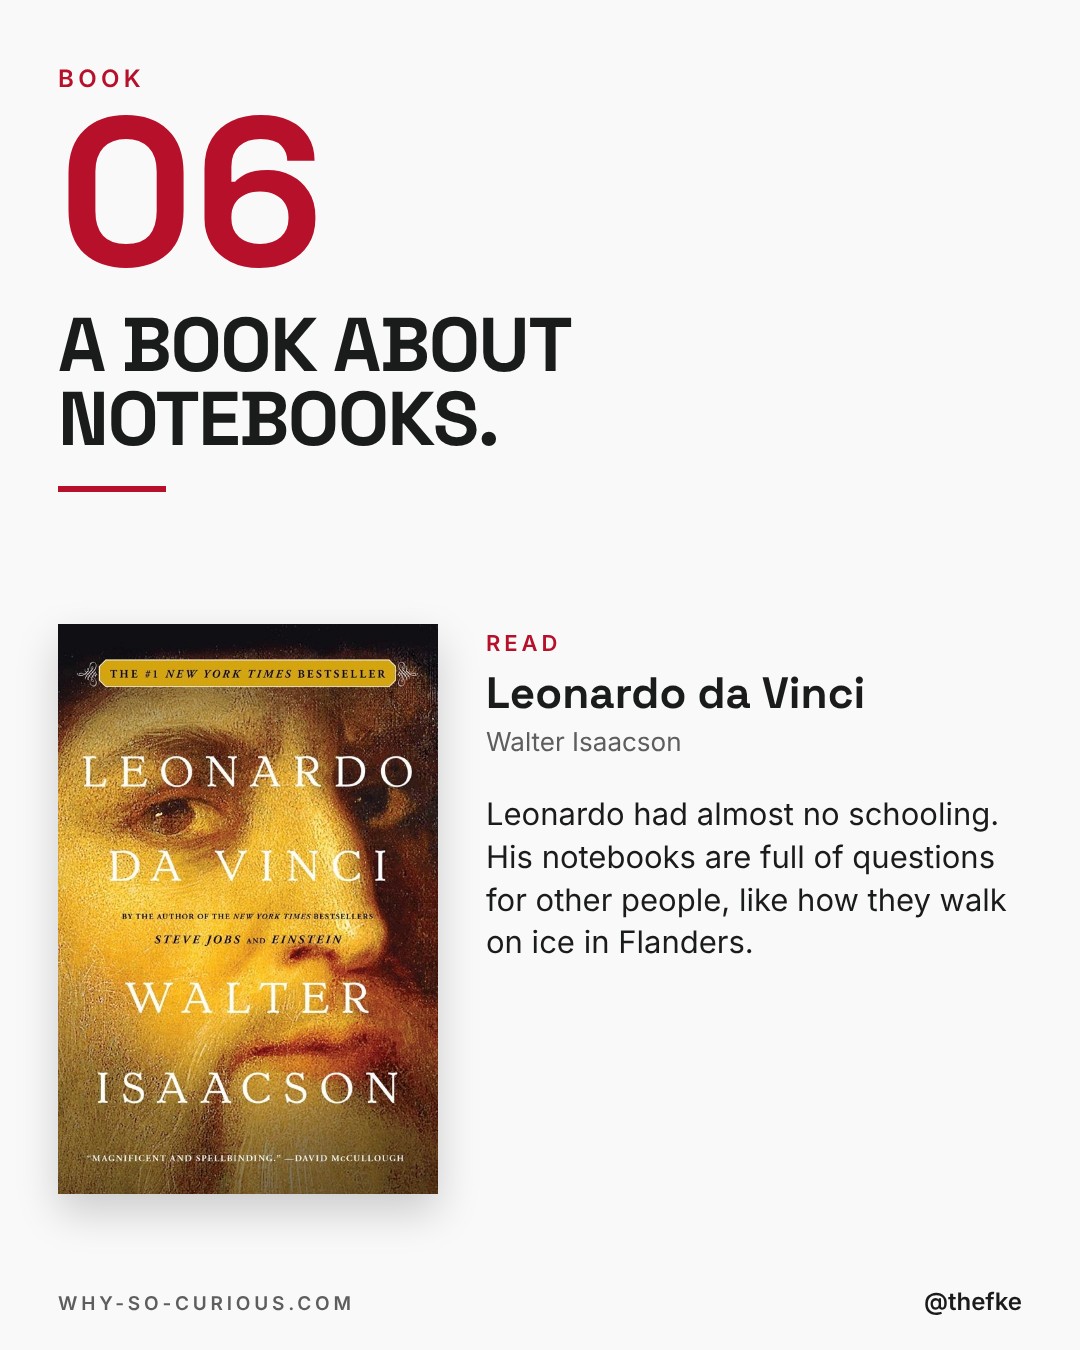 BOOK
06
A BOOK ABOUT
NOTEBOOKS.
THE #1 NEW YORK TIMES BESTSELLER
LEONARDO
DA VINCI
BY THE AUTHOR OF THE NEW YORK TIMES BESTSELLERS
STEVE JOBS AND EINSTEIN
WALTER
ISAACSON
“MAGNIFICENT AND SPELLBINDING.” —DAVID McCULLOUGH
READ
Leonardo da Vinci
Walter Isaacson
Leonardo had almost no schooling.
His notebooks are full of questions
for other people, like how they walk
on ice in Flanders.
WHY-SO-CURIOUS.COM
@thefke